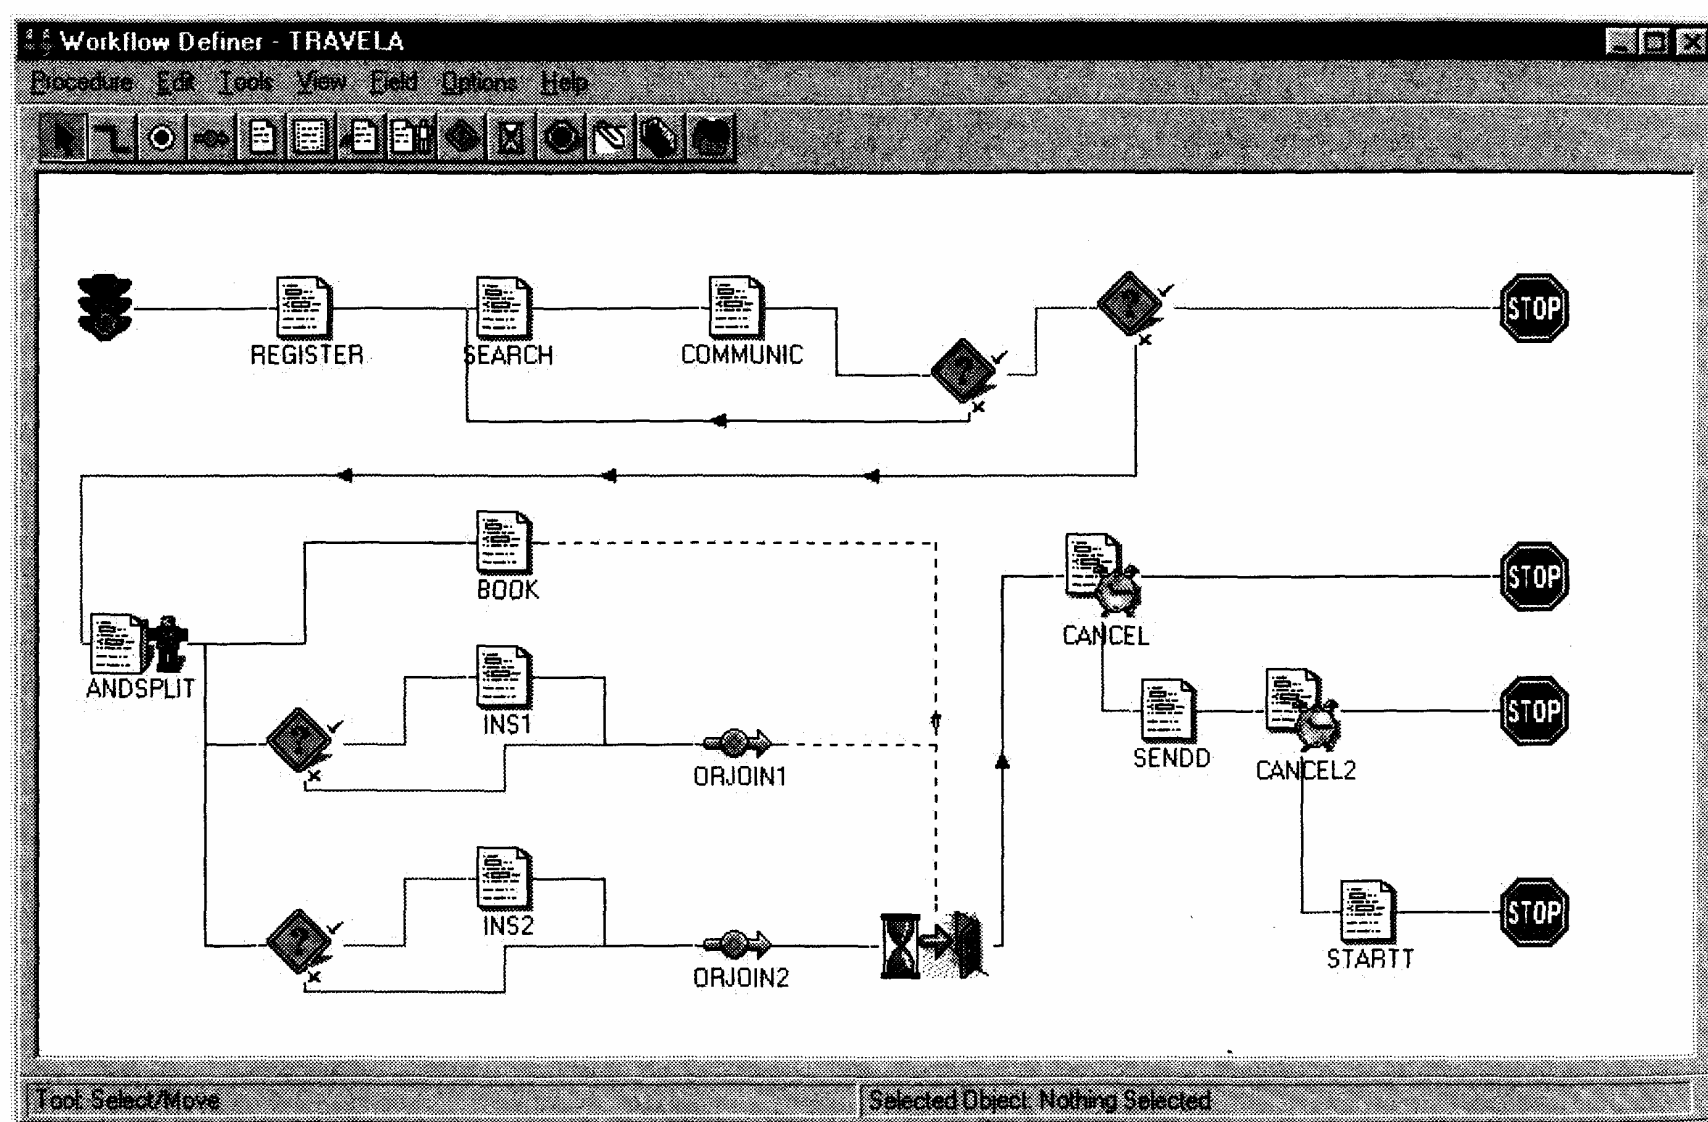 Workflow Definer - TRAVELA
Procedure Edit Tools View Field Options Help
REGISTER
SEARCH
COMMUNIC
?
?
STOP
BOOK
ANDSPLIT
INS1
?
ORJOIN1
INS2
?
ORJOIN2
CANCEL
STOP
SENDD
CANCEL2
STOP
STARTT
STOP
Tool: Select/Move
Selected Object: Nothing Selected